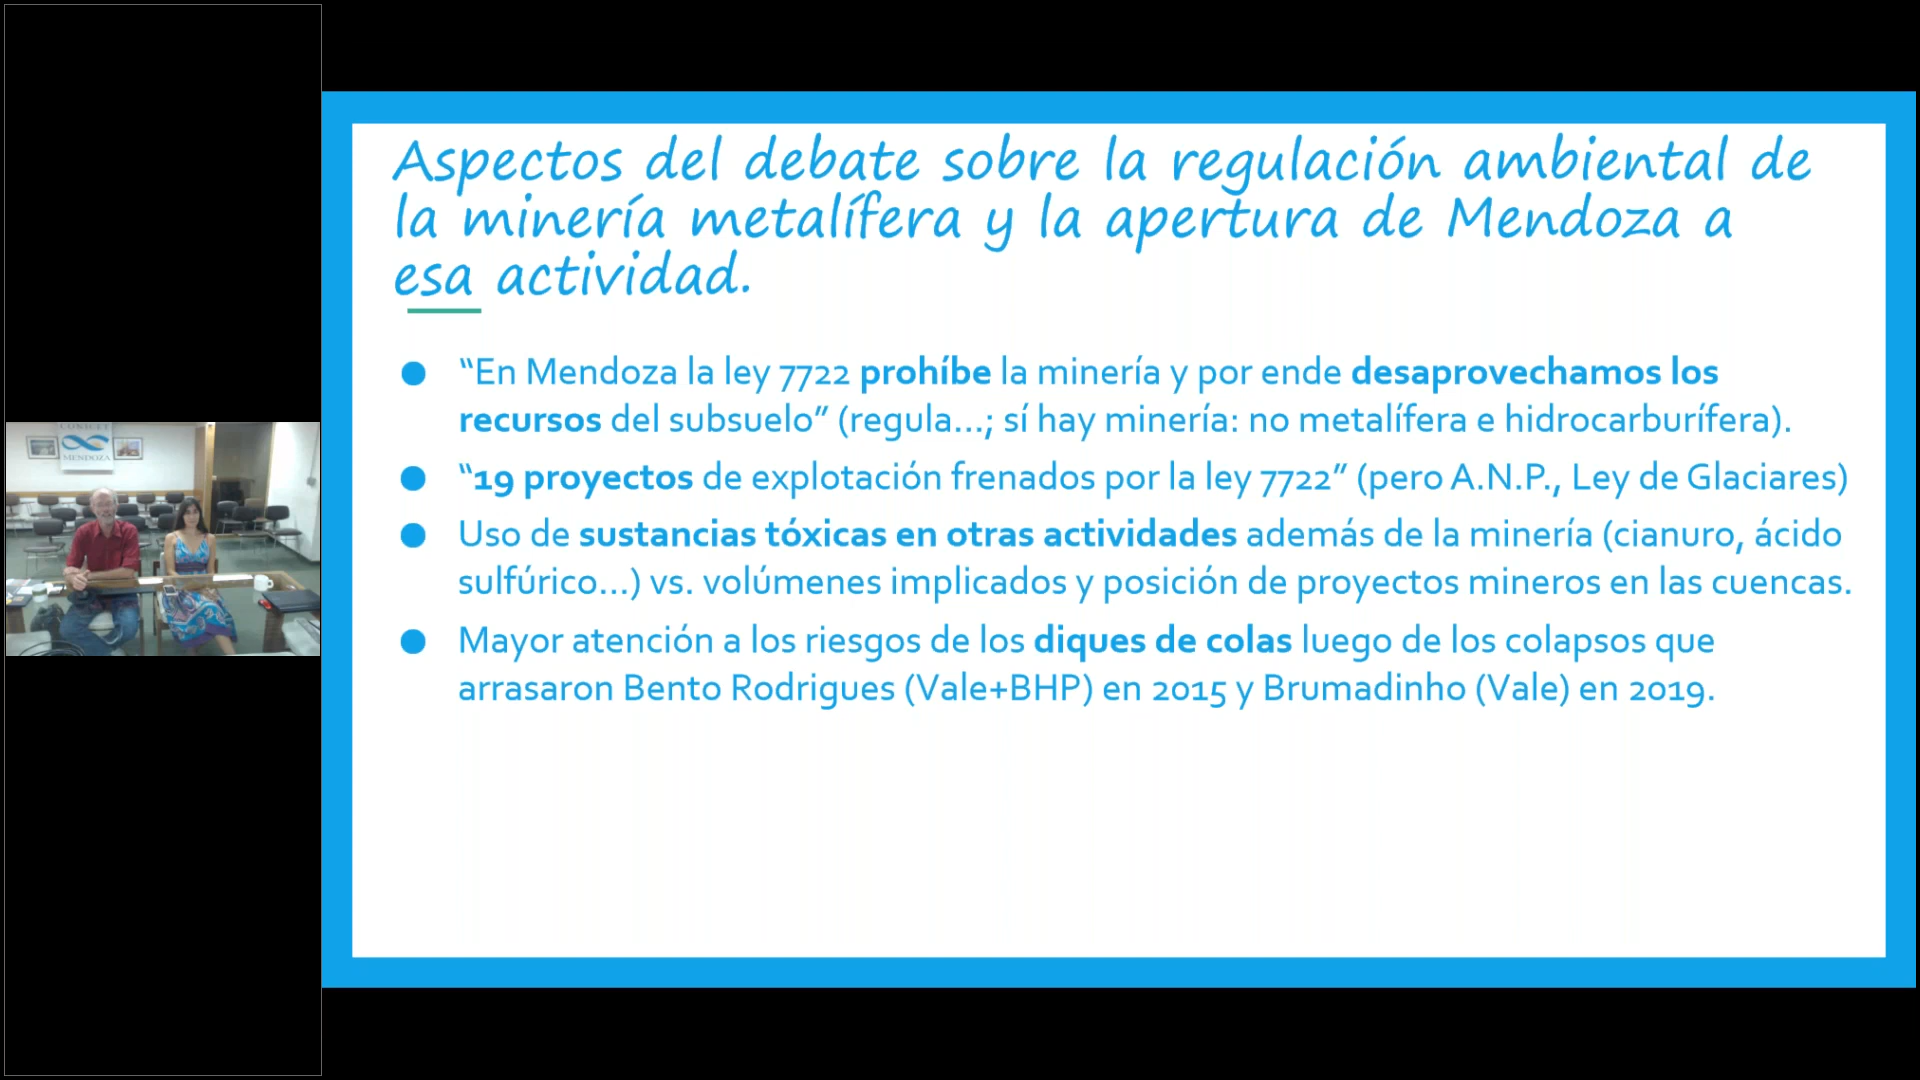 CONICET
MENDOZA
Aspectos del debate sobre la regulación ambiental de
la minería metalífera y la apertura de Mendoza a
esa actividad.
● “En Mendoza la ley 7722 prohíbe la minería y por ende desaprovechamos los
recursos del subsuelo” (regula...; sí hay minería: no metalífera e hidrocarburífera).
● “19 proyectos de explotación frenados por la ley 7722” (pero A.N.P., Ley de Glaciares)
● Uso de sustancias tóxicas en otras actividades además de la minería (cianuro, ácido
sulfúrico...) vs. volúmenes implicados y posición de proyectos mineros en las cuencas.
● Mayor atención a los riesgos de los diques de colas luego de los colapsos que
arrasaron Bento Rodrigues (Vale+BHP) en 2015 y Brumadinho (Vale) en 2019.